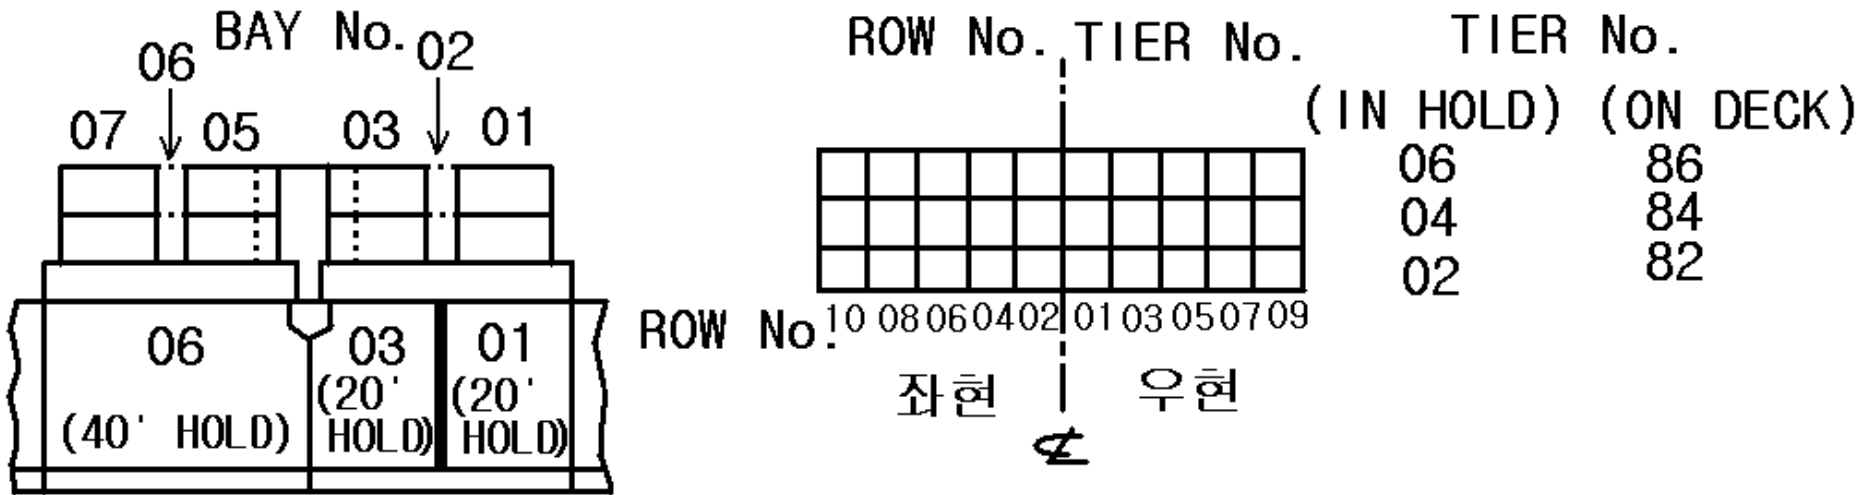 BAY No.
06
02
07
05
03
01
06
(40' HOLD)
03
(20'
HOLD)
01
(20'
HOLD)
ROW No. TIER No.
ROW No. 10 08 06 04 02 01 03 05 07 09
좌현 우현
TIER No.
(IN HOLD) (ON DECK)
06 86
04 84
02 82